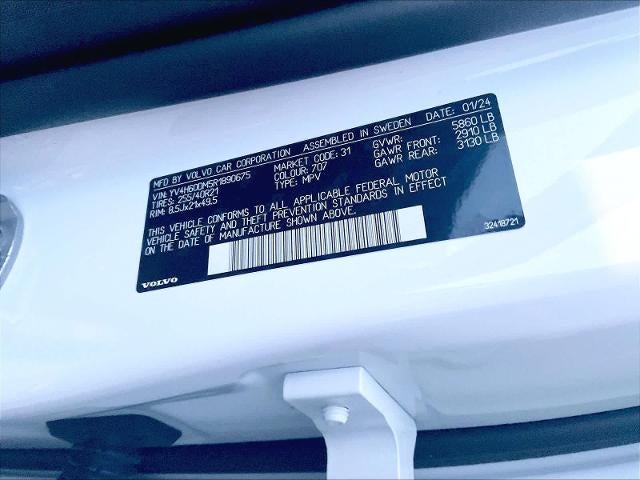 MFD BY VOLVO CAR CORPORATION ASSEMBLED IN SWEDEN DATE: 01/24
VIN: YV4H60DM5R1890675 MARKET CODE: 31 GVWR: 5860 LB
TIRES: 255/40R21 COLOUR: 707 GAWR FRONT: 2910 LB
RIM: 8.5Jx21x49.5 TYPE: MPV GAWR REAR: 3130 LB
THIS VEHICLE CONFORMS TO ALL APPLICABLE FEDERAL MOTOR
VEHICLE SAFETY AND THEFT PREVENTION STANDARDS IN EFFECT
ON DATE OF MANUFACTURE SHOWN ABOVE.
32418721
VOLVO